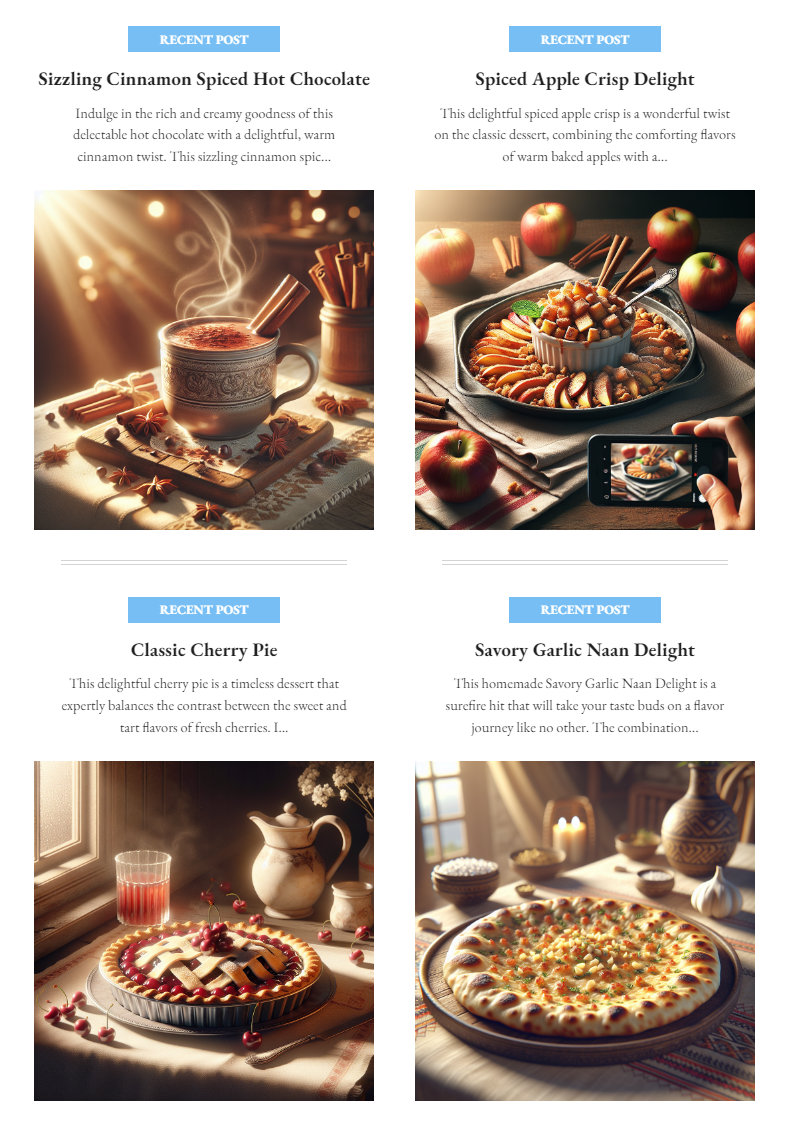 RECENT POST
Sizzling Cinnamon Spiced Hot Chocolate
Indulge in the rich and creamy goodness of this
delectable hot chocolate with a delightful, warm
cinnamon twist. This sizzling cinnamon spic...
RECENT POST
Spiced Apple Crisp Delight
This delightful spiced apple crisp is a wonderful twist
on the classic dessert, combining the comforting flavors
of warm baked apples with a...
RECENT POST
Classic Cherry Pie
This delightful cherry pie is a timeless dessert that
expertly balances the contrast between the sweet and
tart flavors of fresh cherries. I...
RECENT POST
Savory Garlic Naan Delight
This homemade Savory Garlic Naan Delight is a
surefire hit that will take your taste buds on a flavor
journey like no other. The combination...